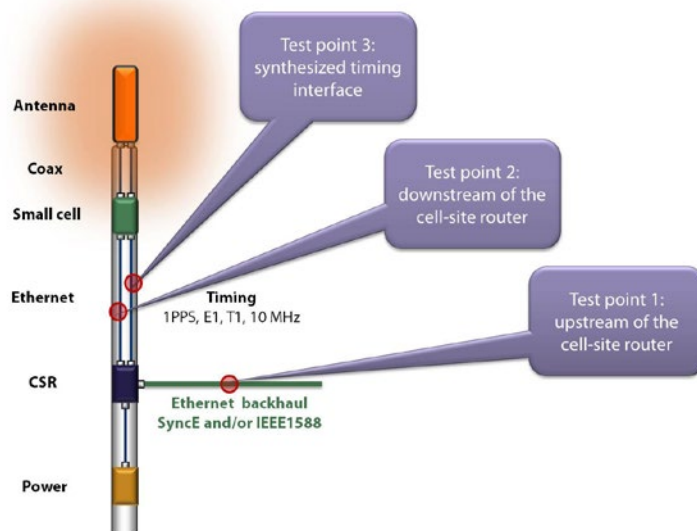 Test point 3:
synthesized timing
interface
Antenna
Coax
Test point 2:
downstream of the
cell-site router
Small cell
Ethernet
Timing
1PPS, E1, T1, 10 MHz
Test point 1:
upstream of the
cell-site router
CSR
Ethernet backhaul
SyncE and/or IEEE1588
Power